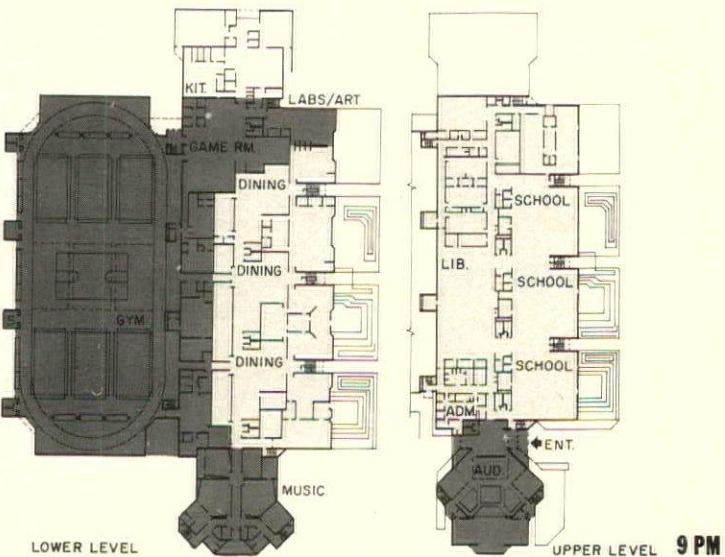 KIT.
LABS/ART
GAME RM.
DINING
DINING
GYM
DINING
MUSIC
LOWER LEVEL
SCHOOL
LIB.
SCHOOL
SCHOOL
ADM.
ENT.
AUD.
UPPER LEVEL
9 PM